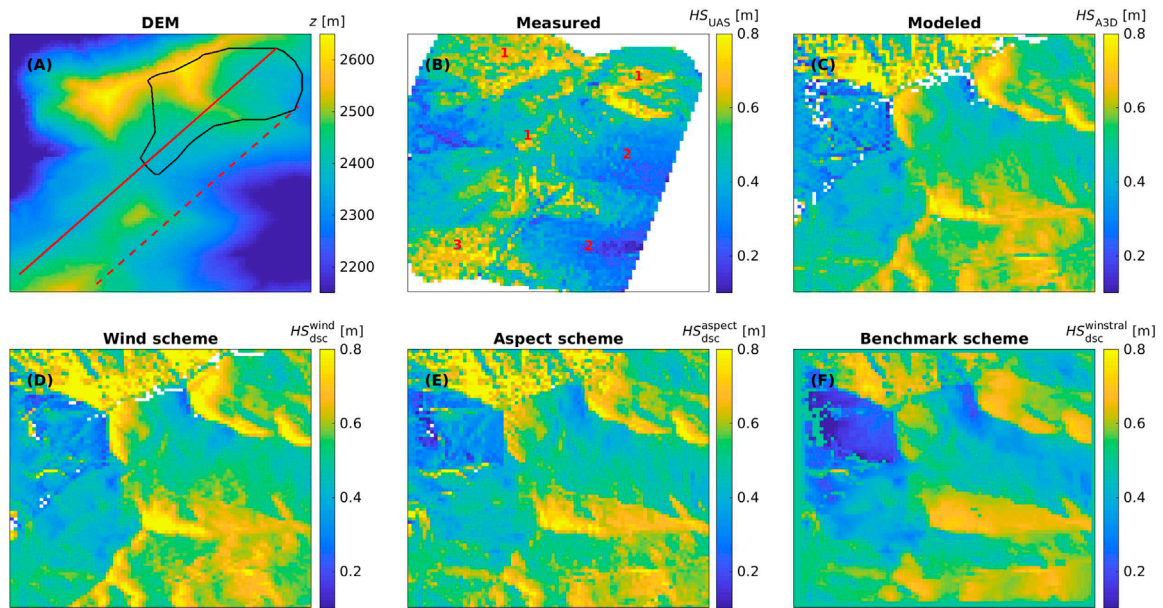 DEM z [m]
(A)
2600
2500
2400
2300
2200
Measured HS_UAS [m]
(B)
1
1
1
2
3
2
0.8
0.6
0.4
0.2
Modeled HS_A3D [m]
(C)
0.8
0.6
0.4
0.2
Wind scheme HS_dsc^wind [m]
(D)
0.8
0.6
0.4
0.2
Aspect scheme HS_dsc^aspect [m]
(E)
0.8
0.6
0.4
0.2
Benchmark scheme HS_dsc^winstral [m]
(F)
0.8
0.6
0.4
0.2